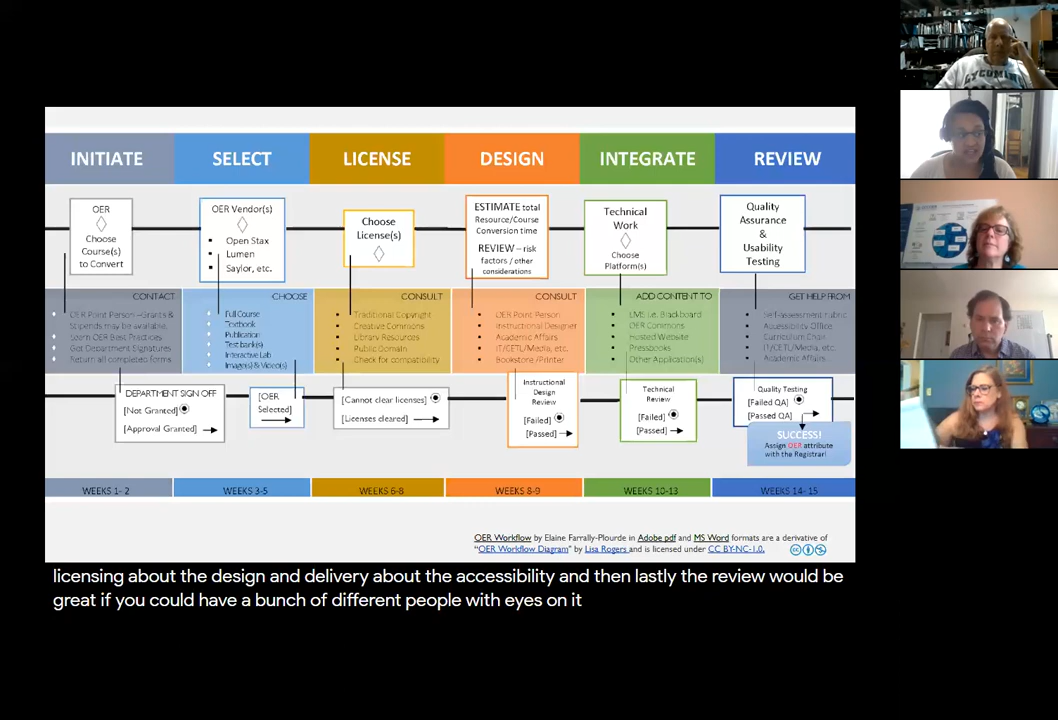 INITIATE
SELECT
LICENSE
DESIGN
INTEGRATE
REVIEW
OER
Choose
Course(s)
to Convert
OER Vendor(s)
Open Stax
Lumen
Saylor, etc.
Choose
License(s)
ESTIMATE total
Resource/Course
Conversion time
REVIEW – risk
factors / other
considerations
Technical
Work
Choose
Platform(s)
Quality
Assurance
&
Usability
Testing
CONTACT
OER Point Person –Grants &
Stipends may be available.
Learn OER Basic Practices
Get Department Signatures
Return all completed forms
CHOOSE
Full Course
Textbook
Publication
Test bank(s)
Interactive Lab
Image(s) & Video(s)
CONSULT
Traditional Copyright
Creative Commons
Library Resources
Public Domain
Check for compatibility
CONSULT
OER Point Person
Instructional Designer
Academic Affairs
IT/CETL/Media, etc.
Bookstore /Printer
ADD CONTENT TO
LMS i.e. Blackboard
OER Commons
Hosted Website
Pressbooks
Other Application(s)
GET HELP FROM
Self-assessment rubric
Accessibility Office
Curriculum Chair
IT/CETL/Media, etc.
Academic Affairs
DEPARTMENT SIGN OFF
[Not Granted]
[Approval Granted]
[OER
Selected]
[Cannot clear licenses]
[Licenses cleared]
Instructional
Design
Review
[Failed]
[Passed]
Technical
Review
[Failed]
[Passed]
Quality Testing
[Failed QA]
[Passed QA]
SUCCESS!
Assign OER attribute
with the Registrar!
WEEKS 1- 2
WEEKS 3-5
WEEKS 6-8
WEEKS 8-9
WEEKS 10-13
WEEKS 14- 15
OER Workflow by Elaine Farrally-Plourde in Adobe pdf and MS Word formats are a derivative of
"OER Workflow Diagram" by Lisa Rogers and is licensed under CC BY-NC-1.0.
licensing about the design and delivery about the accessibility and then lastly the review would be
great if you could have a bunch of different people with eyes on it
LYCOMING